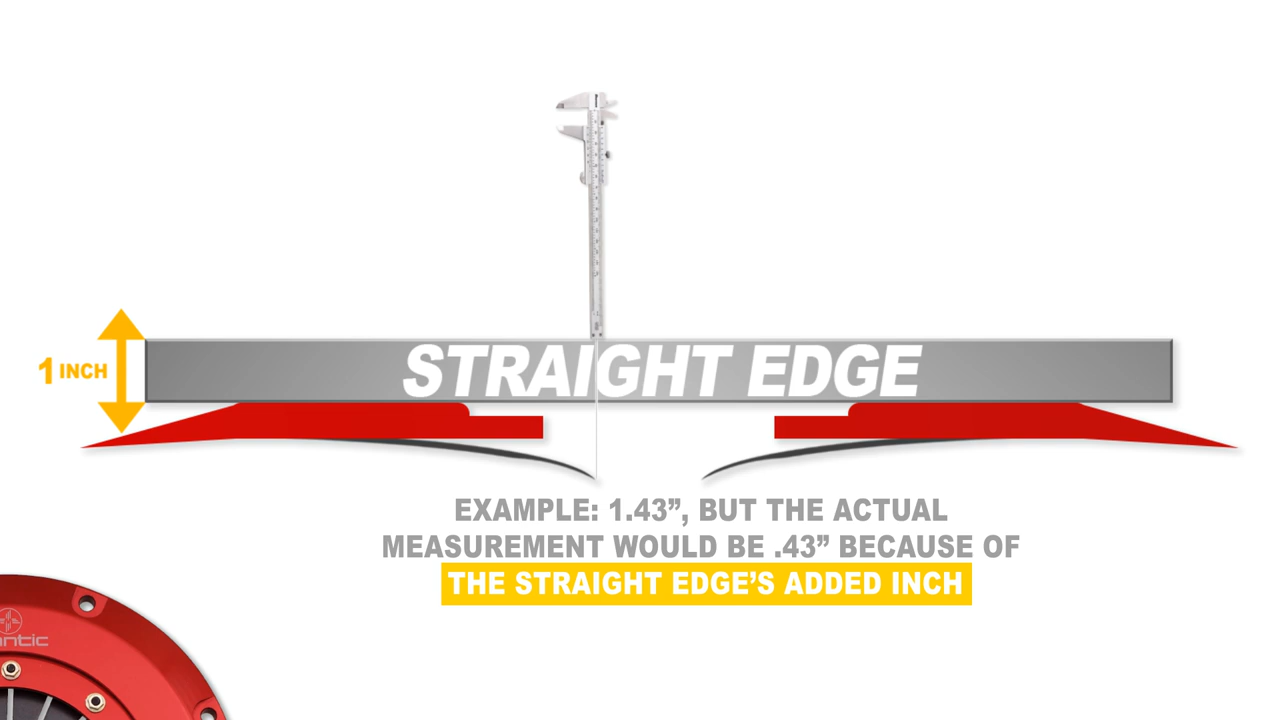 1 INCH
STRAIGHT EDGE
EXAMPLE: 1.43”, BUT THE ACTUAL
MEASUREMENT WOULD BE .43” BECAUSE OF
THE STRAIGHT EDGE’S ADDED INCH